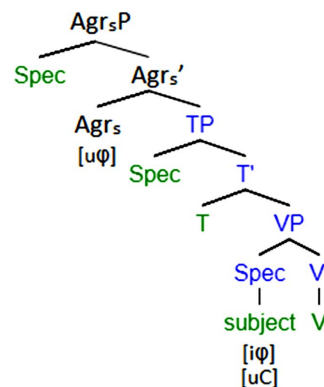 AgrₛP
Spec Agrₛ’
Agrₛ TP
[uφ] Spec T'
T VP
Spec V
subject V
[iφ]
[uC]